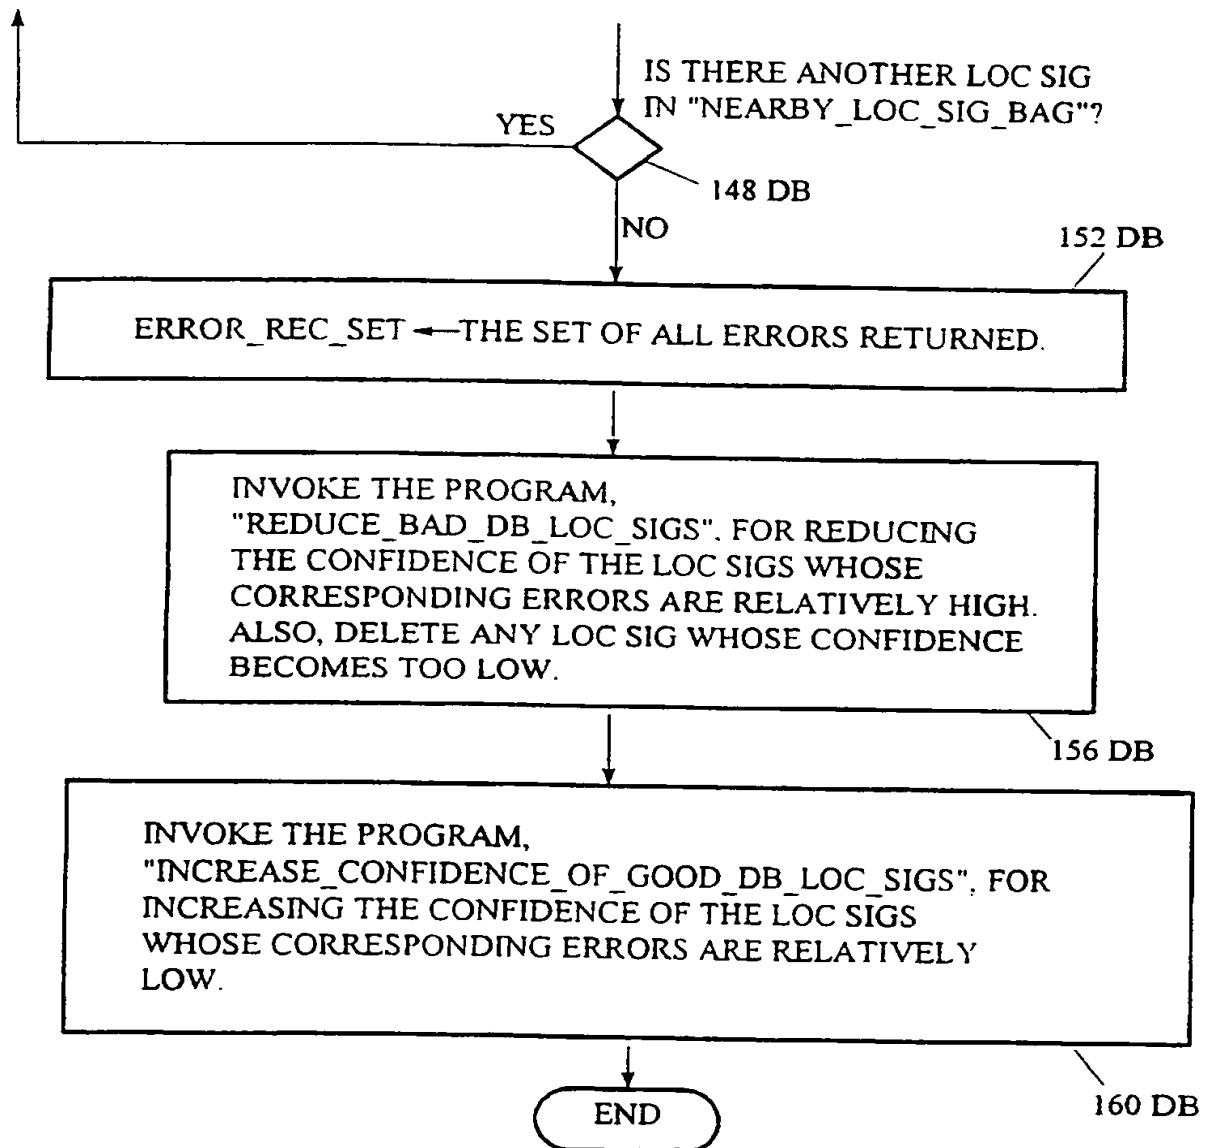 IS THERE ANOTHER LOC SIG
IN "NEARBY_LOC_SIG_BAG"?
YES
148 DB
NO
152 DB
ERROR_REC_SET ← THE SET OF ALL ERRORS RETURNED.
INVOKE THE PROGRAM,
"REDUCE_BAD_DB_LOC_SIGS". FOR REDUCING
THE CONFIDENCE OF THE LOC SIGS WHOSE
CORRESPONDING ERRORS ARE RELATIVELY HIGH.
ALSO, DELETE ANY LOC SIG WHOSE CONFIDENCE
BECOMES TOO LOW.
156 DB
INVOKE THE PROGRAM,
"INCREASE_CONFIDENCE_OF_GOOD_DB_LOC_SIGS", FOR
INCREASING THE CONFIDENCE OF THE LOC SIGS
WHOSE CORRESPONDING ERRORS ARE RELATIVELY
LOW.
160 DB
END